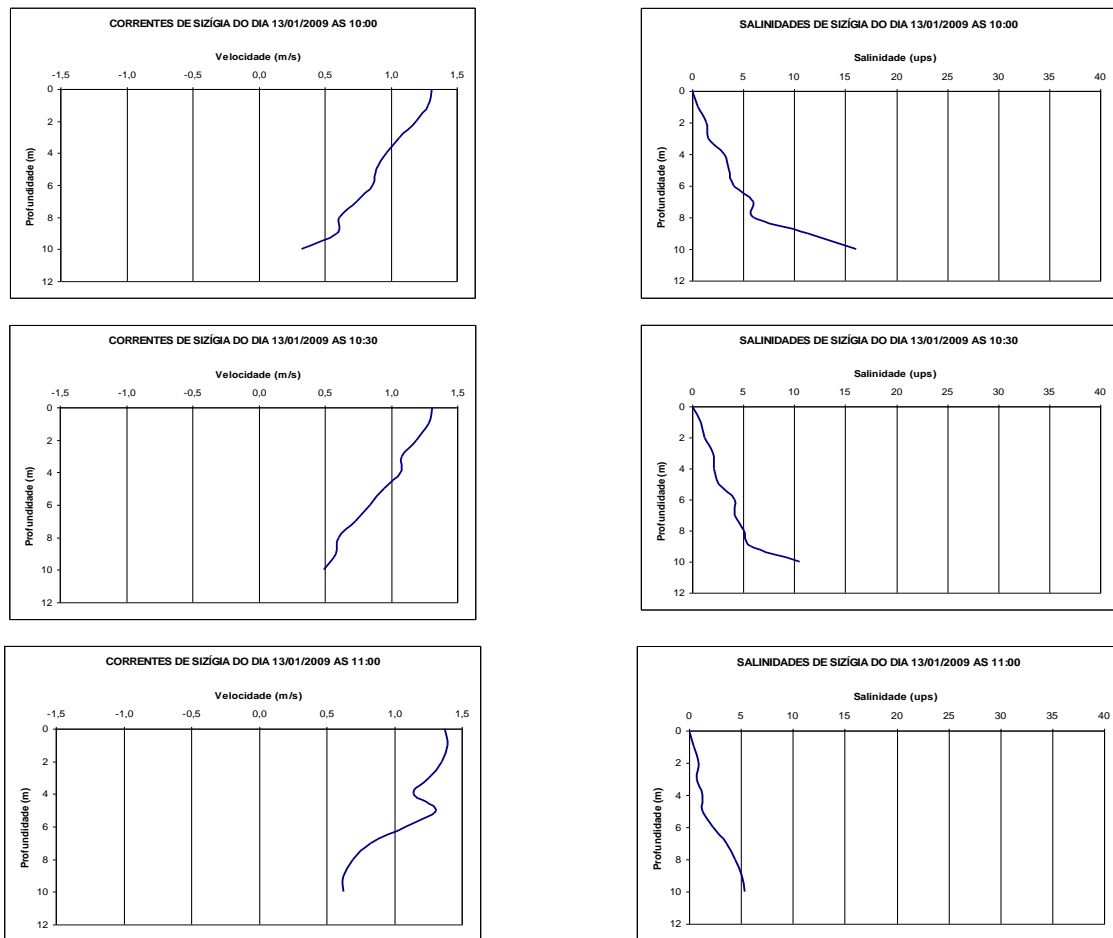 CORRENTES DE SIZÍGIA DO DIA 13/01/2009 AS 10:00
Velocidade (m/s)
-1,5 -1,0 -0,5 0,0 0,5 1,0 1,5
0
2
4
6
8
10
12
Profundidade (m)
SALINIDADES DE SIZÍGIA DO DIA 13/01/2009 AS 10:00
Salinidade (ups)
0 5 10 15 20 25 30 35 40
0
2
4
6
8
10
12
Profundidade (m)
CORRENTES DE SIZÍGIA DO DIA 13/01/2009 AS 10:30
Velocidade (m/s)
-1,5 -1,0 -0,5 0,0 0,5 1,0 1,5
0
2
4
6
8
10
12
Profundidade (m)
SALINIDADES DE SIZÍGIA DO DIA 13/01/2009 AS 10:30
Salinidade (ups)
0 5 10 15 20 25 30 35 40
0
2
4
6
8
10
12
Profundidade (m)
CORRENTES DE SIZÍGIA DO DIA 13/01/2009 AS 11:00
Velocidade (m/s)
-1,5 -1,0 -0,5 0,0 0,5 1,0 1,5
0
2
4
6
8
10
12
Profundidade (m)
SALINIDADES DE SIZÍGIA DO DIA 13/01/2009 AS 11:00
Salinidade (ups)
0 5 10 15 20 25 30 35 40
0
2
4
6
8
10
12
Profundidade (m)